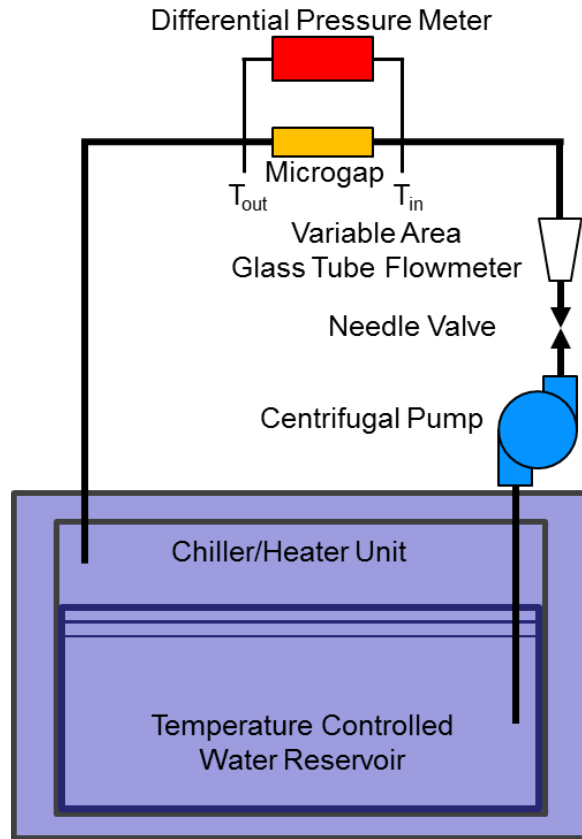 Differential Pressure Meter
Microgap
Tout
Tin
Variable Area
Glass Tube Flowmeter
Needle Valve
Centrifugal Pump
Chiller/Heater Unit
Temperature Controlled
Water Reservoir